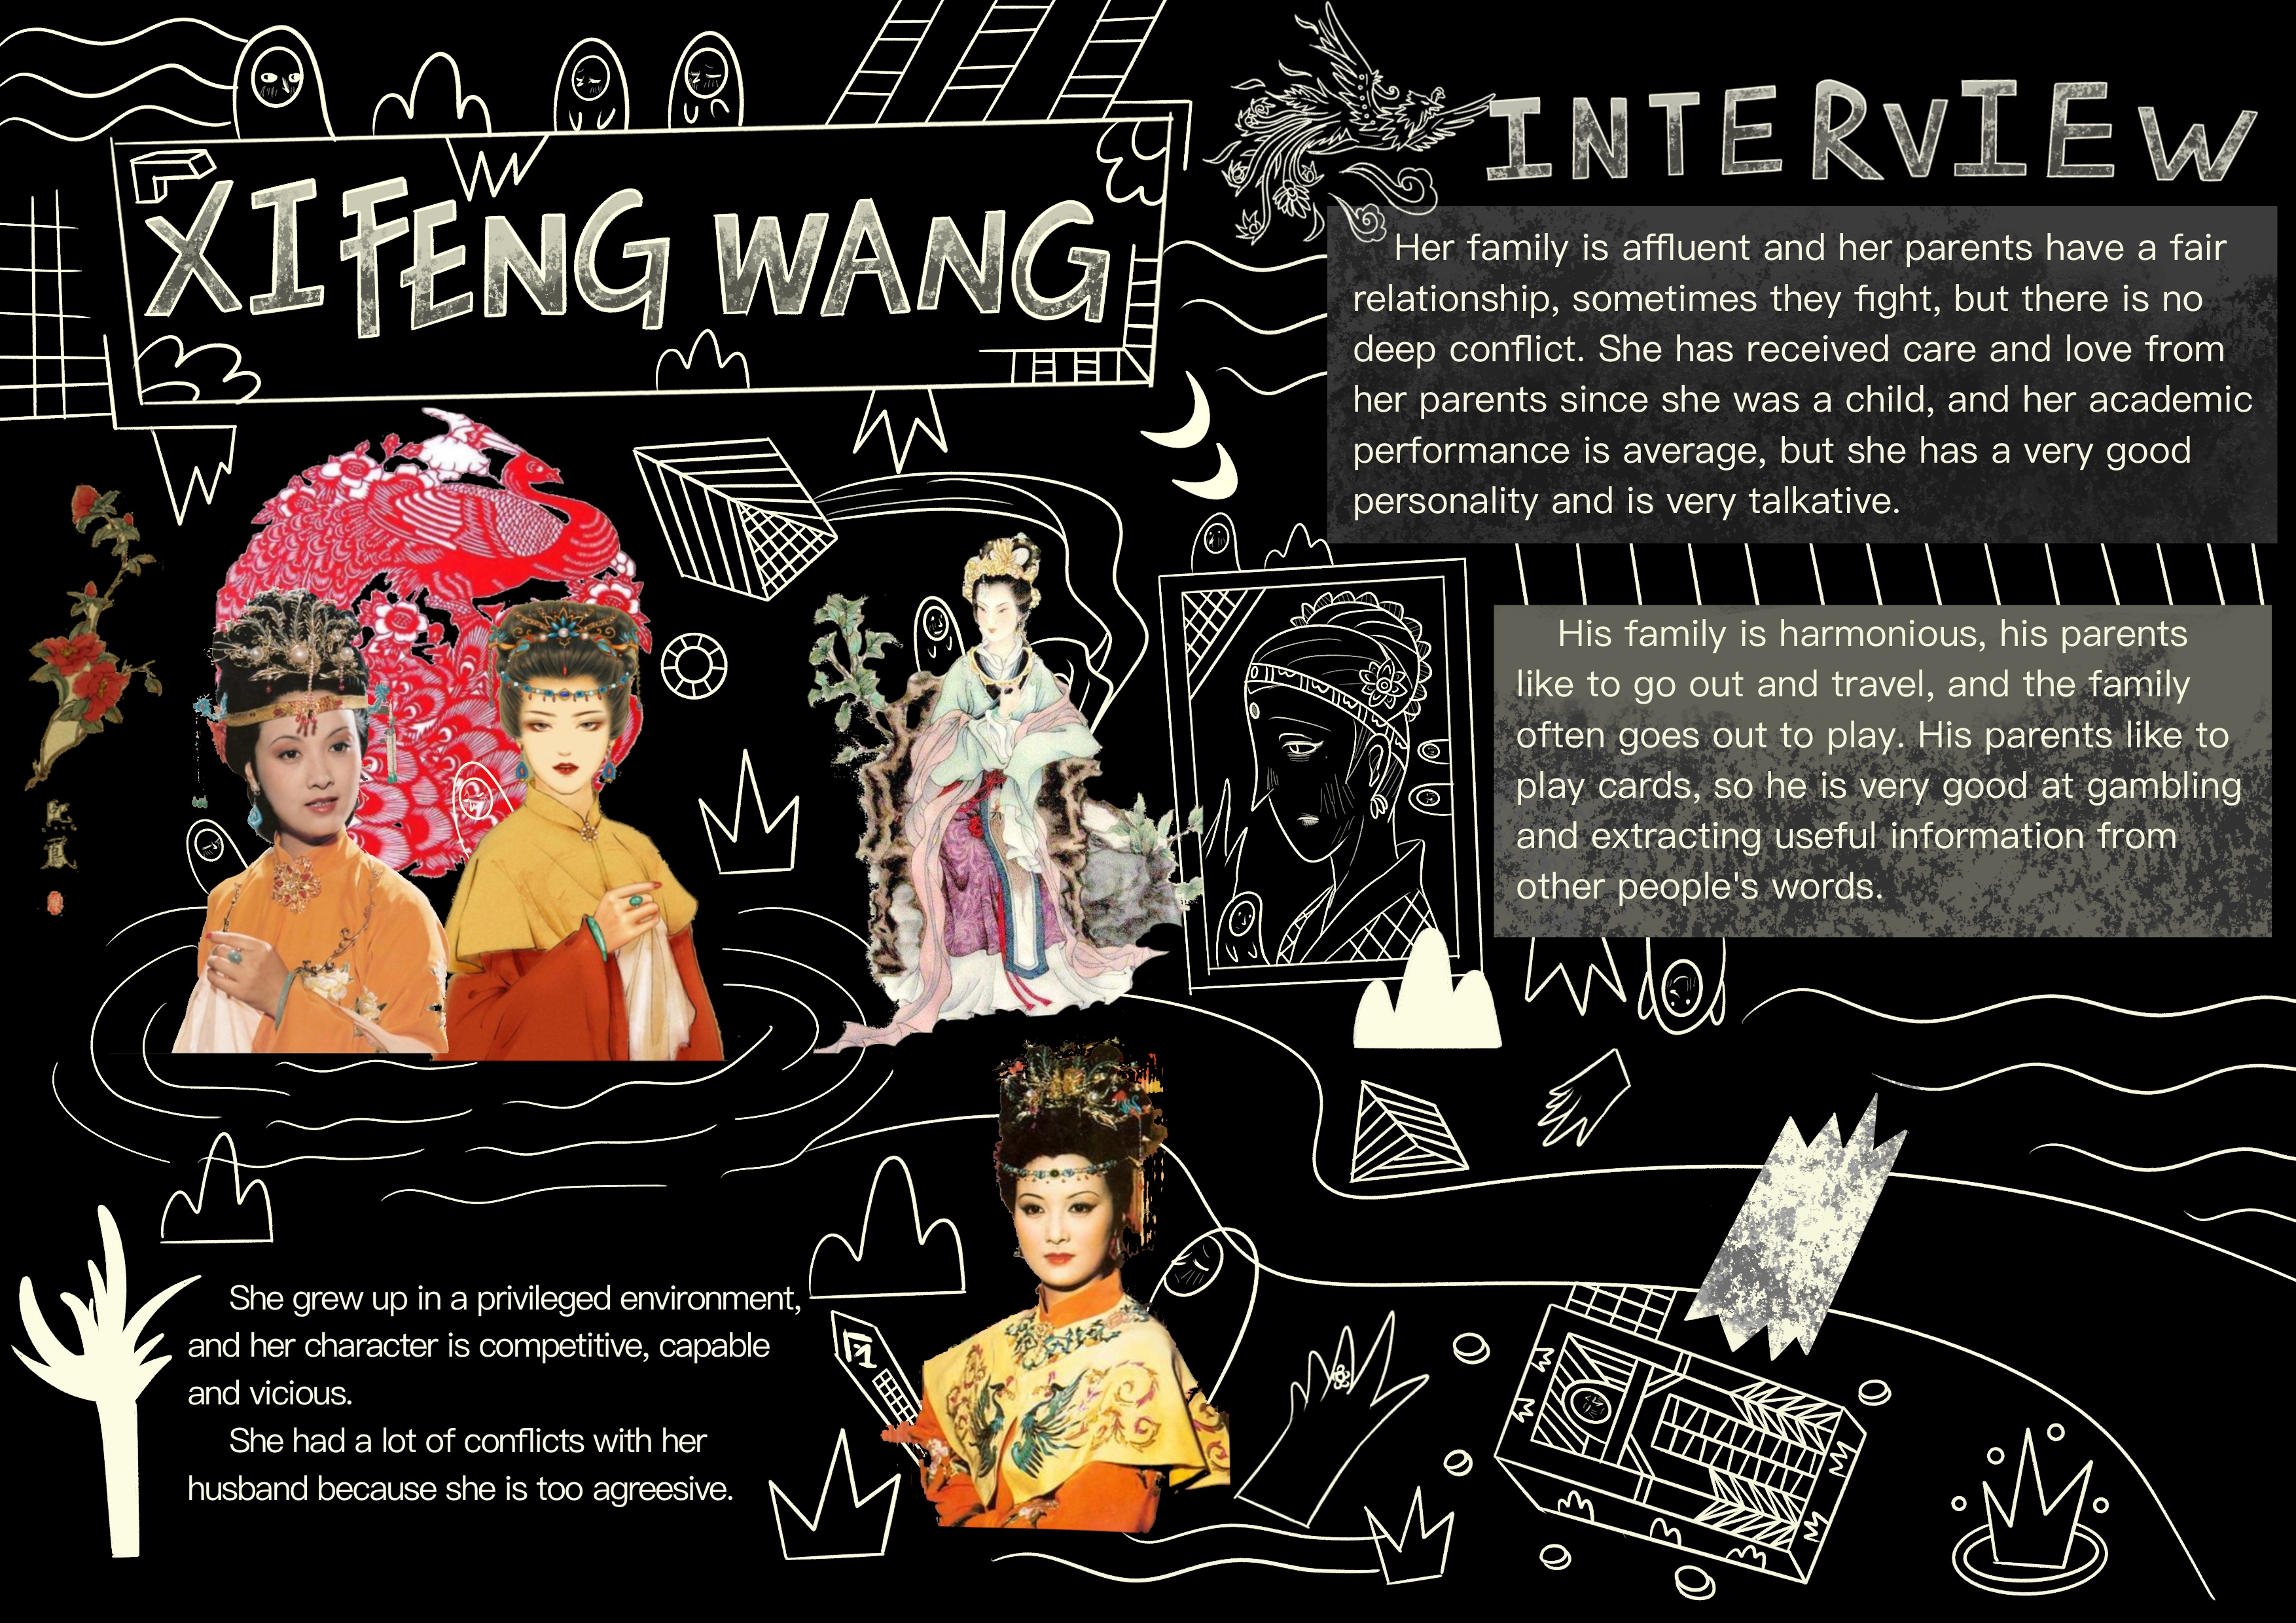 XIFENG WANG
INTERVIEW
Her family is affluent and her parents have a fair
relationship, sometimes they fight, but there is no
deep conflict. She has received care and love from
her parents since she was a child, and her academic
performance is average, but she has a very good
personality and is very talkative.
His family is harmonious, his parents
like to go out and travel, and the family
often goes out to play. His parents like to
play cards, so he is very good at gambling
and extracting useful information from
other people's words.
熙
鳳
She grew up in a privileged environment,
and her character is competitive, capable
and vicious.
She had a lot of conflicts with her
husband because she is too agreesive.